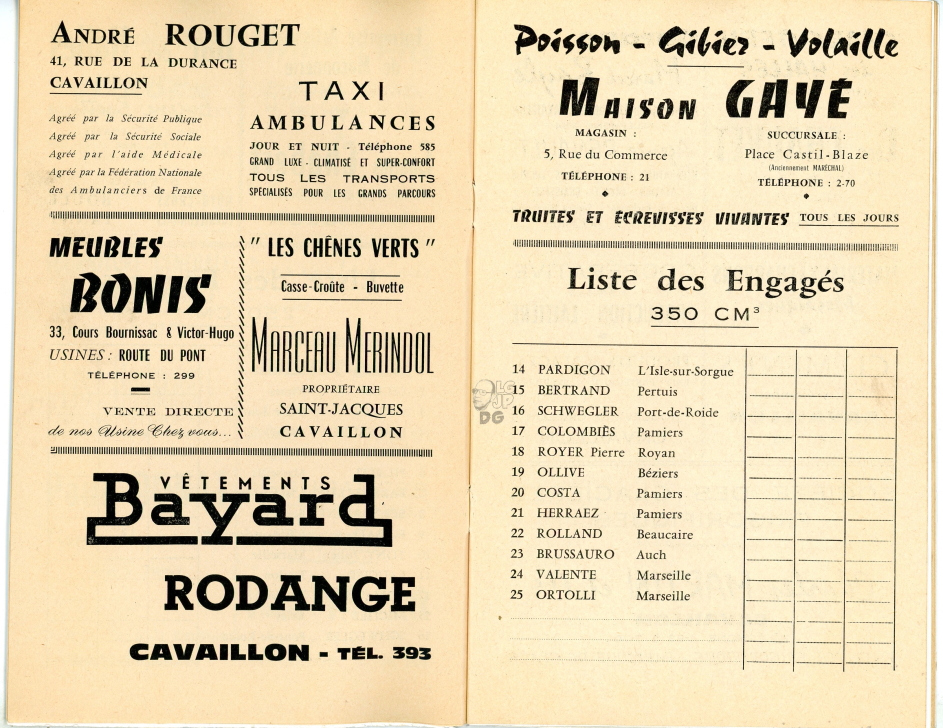 ANDRÉ ROUGET
41, RUE DE LA DURANCE
CAVAILLON
Agréé par la Sécurité Publique
Agréé par la Sécurité Sociale
Agréé par l'aide Médicale
Agréé par la Fédération Nationale
des Ambulanciers de France
TAXI
AMBULANCES
JOUR ET NUIT - Téléphone 585
GRAND LUXE - CLIMATISÉ ET SUPER-CONFORT
TOUS LES TRANSPORTS
SPÉCIALISÉS POUR LES GRANDS PARCOURS
MEUBLES
BONIS
33, Cours Bournissac & Victor-Hugo
USINES : ROUTE DU PONT
TÉLÉPHONE : 299
VENTE DIRECTE
de nos Usine Chez vous...
" LES CHÊNES VERTS "
Casse-Croûte - Buvette
MARCEAU MERINDOL
PROPRIÉTAIRE
SAINT-JACQUES
CAVAILLON
VÊTEMENTS
Bayard
RODANGE
CAVAILLON - TÉL. 393
Poisson - Gibier - Volaille
MAISON GAYÉ
MAGASIN :
5, Rue du Commerce
TÉLÉPHONE : 21
SUCCURSALE :
Place Castil-Blaze
(Anciennement MARÉCHAL)
TÉLÉPHONE : 2-70
TRUITES ET ÉCREVISSES VIVANTES TOUS LES JOURS
Liste des Engagés
350 CM³
14 PARDIGON L'Isle-sur-Sorgue
15 BERTRAND Pertuis
16 SCHWEGLER Port-de-Roide
17 COLOMBIÈS Pamiers
18 ROYER Pierre Royan
19 OLLIVE Béziers
20 COSTA Pamiers
21 HERRAEZ Pamiers
22 ROLLAND Beaucaire
23 BRUSSAURO Auch
24 VALENTE Marseille
25 ORTOLLI Marseille
LG
JP
DG